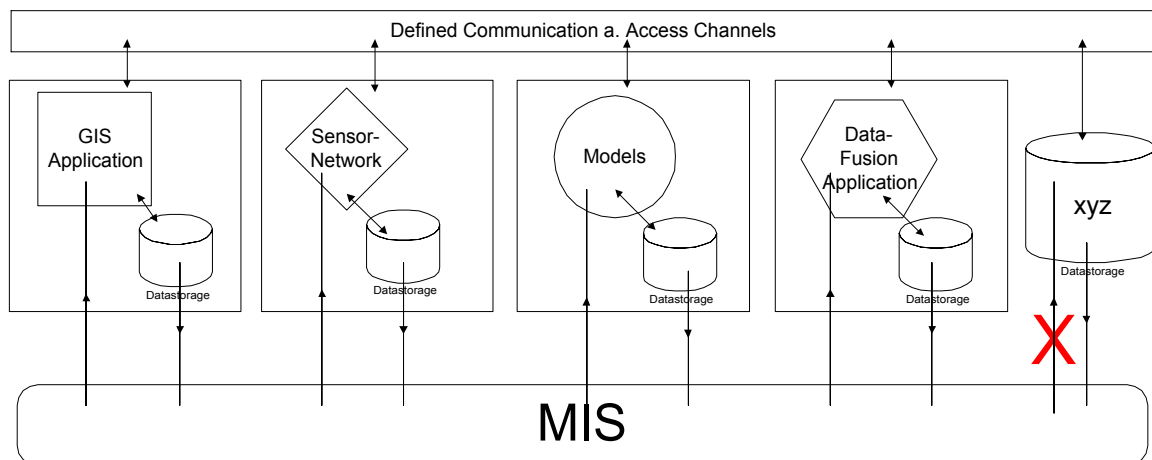 Defined Communication a. Access Channels
GIS
Application
Datastorage
Sensor-
Network
Datastorage
Models
Datastorage
Data-
Fusion
Application
Datastorage
xyz
Datastorage
X
MIS